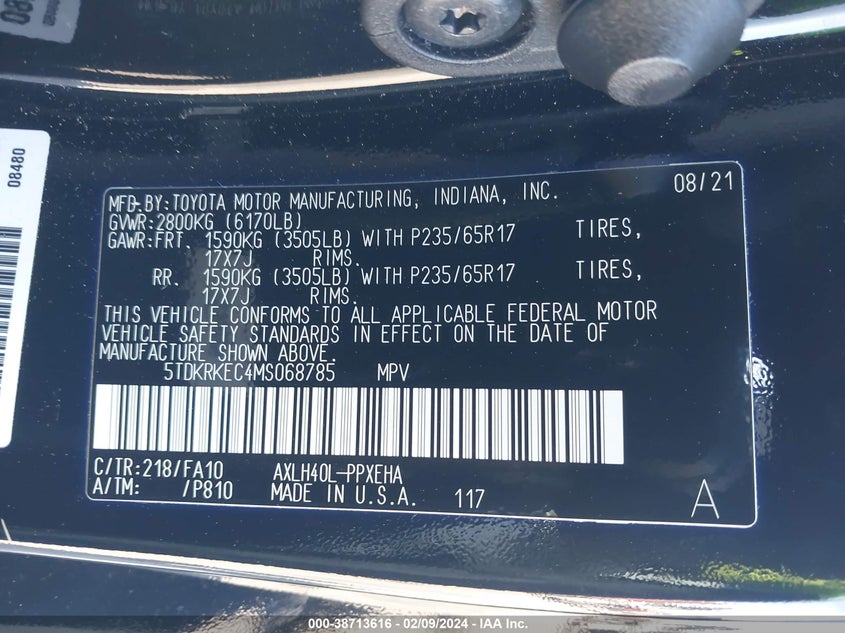 08480
MFD.BY:TOYOTA MOTOR MANUFACTURING, INDIANA, INC. 08/21
GVWR:2800KG (6170LB)
GAWR:FRT. 1590KG (3505LB) WITH P235/65R17 TIRES,
17X7J RIMS.
RR. 1590KG (3505LB) WITH P235/65R17 TIRES,
17X7J RIMS.
THIS VEHICLE CONFORMS TO ALL APPLICABLE FEDERAL MOTOR
VEHICLE SAFETY STANDARDS IN EFFECT ON THE DATE OF
MANUFACTURE SHOWN ABOVE.
5TDKRKEC4MS068785 MPV
C/TR:218/FA10 AXLH40L-PPXEHA
A/TM: /P810 MADE IN U.S.A. 117 A
000-38713616 - 02/09/2024 - IAA Inc.